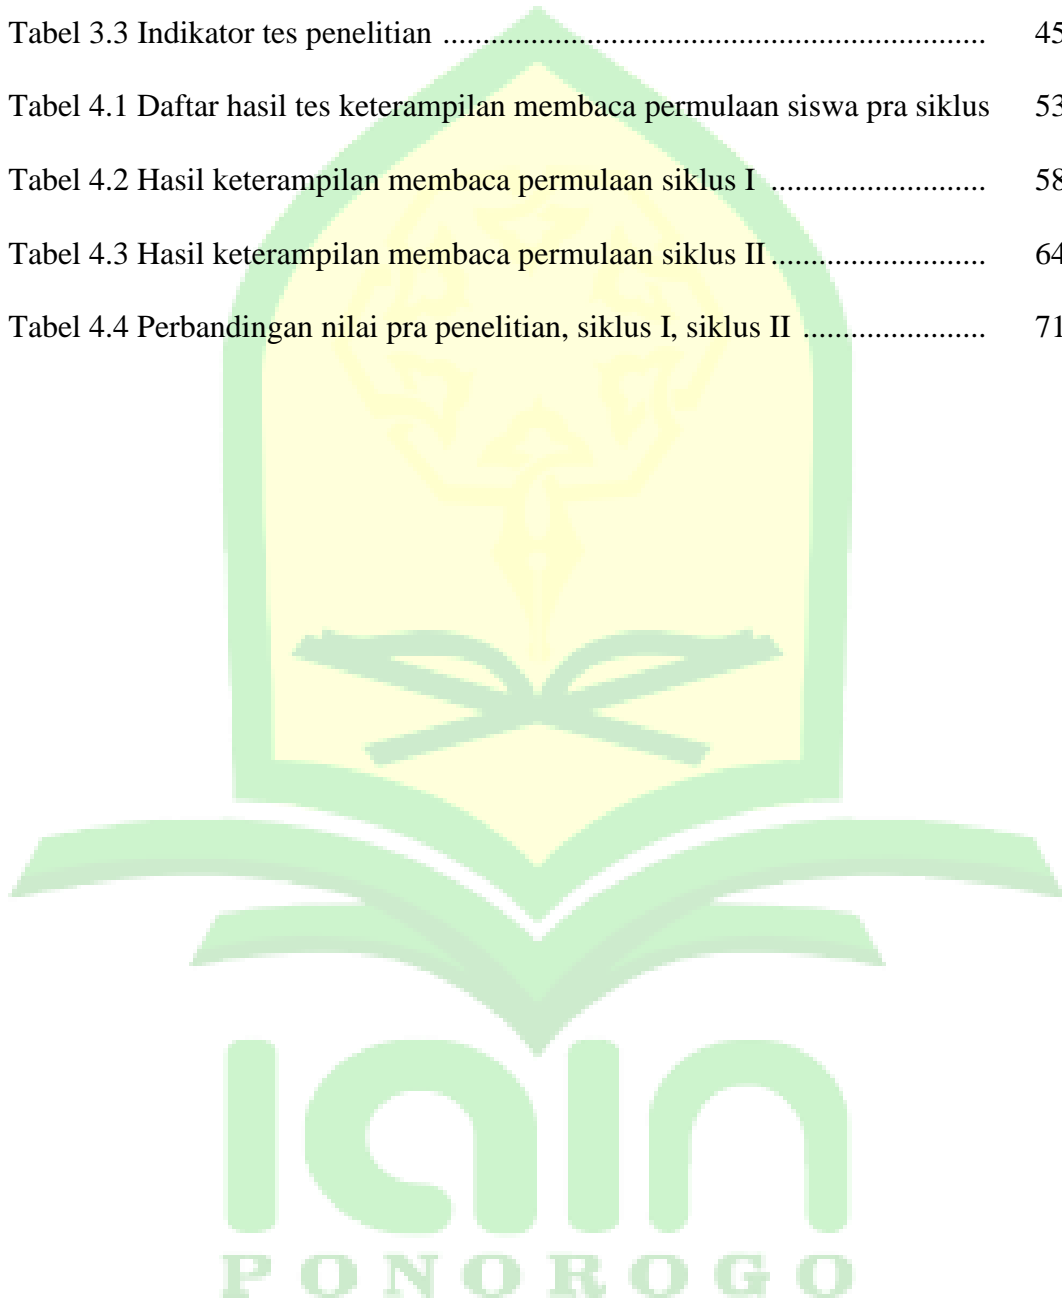 Tabel 3.3 Indikator tes penelitian .................................................................... 45
Tabel 4.1 Daftar hasil tes keterampilan membaca permulaan siswa pra siklus 53
Tabel 4.2 Hasil keterampilan membaca permulaan siklus I ........................... 58
Tabel 4.3 Hasil keterampilan membaca permulaan siklus II........................... 64
Tabel 4.4 Perbandingan nilai pra penelitian, siklus I, siklus II ....................... 71
iain
PONOROGO